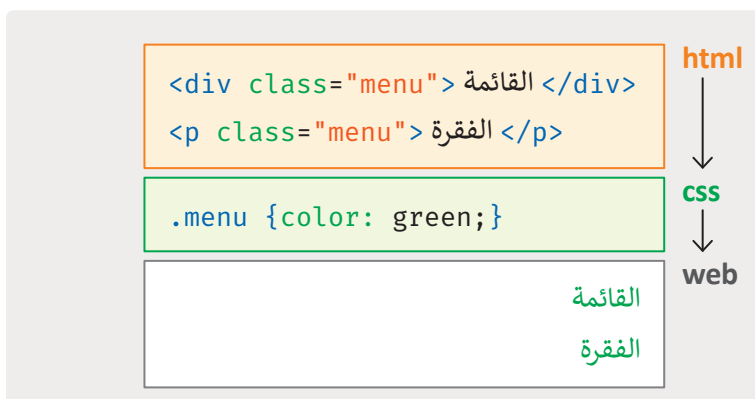 html
<div class="menu"> القائمة </div>
<p class="menu"> الفقرة </p>
css
.menu {color: green;}
web
القائمة
الفقرة